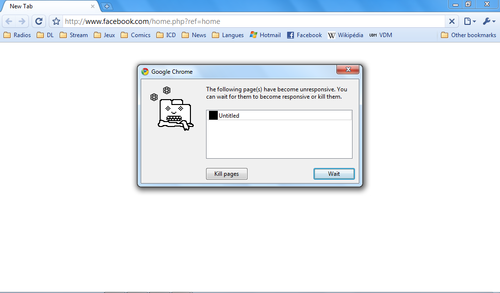 New Tab
http://www.facebook.com/home.php?ref=home
Radios DL Stream Jeux Comics ICD News Langues Hotmail Facebook Wikipédia VDM Other bookmarks
Google Chrome
The following page(s) have become unresponsive. You
can wait for them to become responsive or kill them.
Untitled
Kill pages Wait